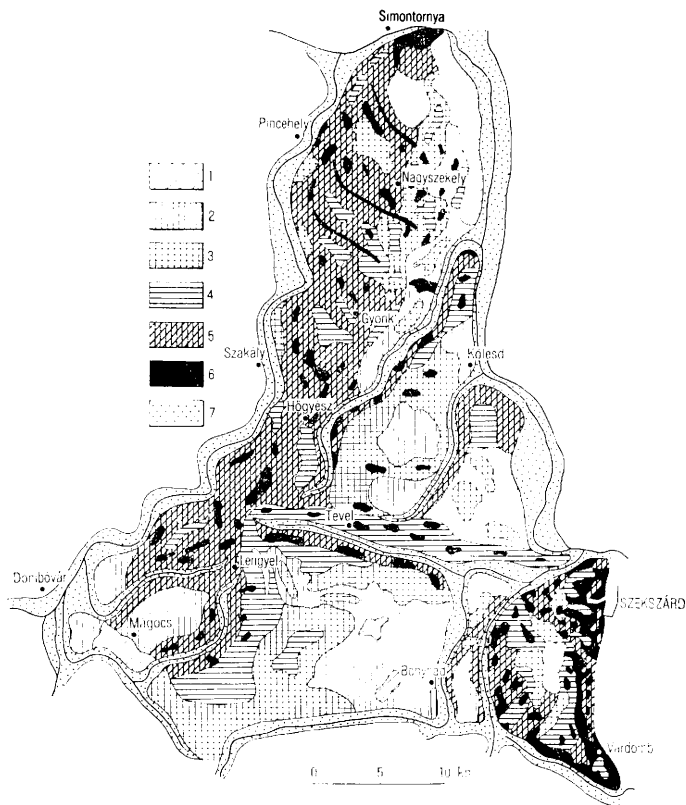 Simontornya
Pincehely
1
Nagyszékely
2
3
4
5
Gyönk
Szakály
Kölesd
6
7
Högyész
Tevel
Dombóvár
Lengyel
SZEKSZÁRD
Mágocs
Bonyhád
Várdomb
0 5 10 km